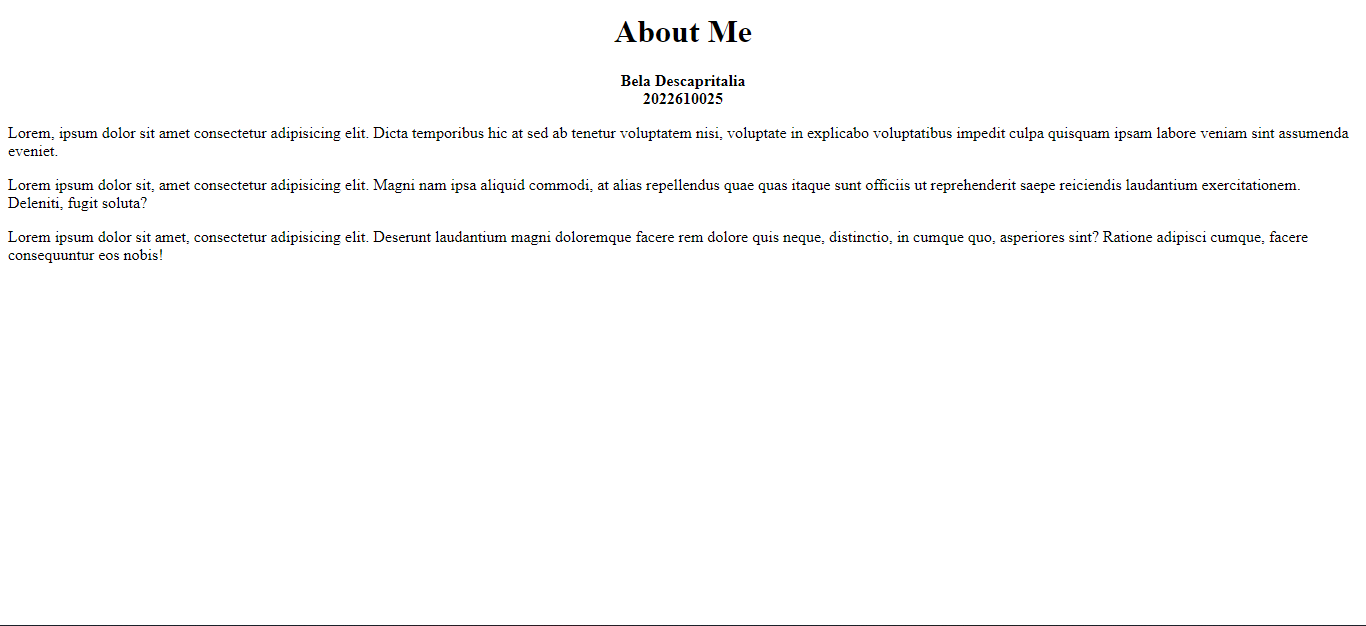 About Me
Bela Descapritalia
2022610025
Lorem, ipsum dolor sit amet consectetur adipisicing elit. Dicta temporibus hic at sed ab tenetur voluptatem nisi, voluptate in explicabo voluptatibus impedit culpa quisquam ipsam labore veniam sint assumenda
eveniet.
Lorem ipsum dolor sit, amet consectetur adipisicing elit. Magni nam ipsa aliquid commodi, at alias repellendus quae quas itaque sunt officiis ut reprehenderit saepe reiciendis laudantium exercitationem.
Deleniti, fugit soluta?
Lorem ipsum dolor sit amet, consectetur adipisicing elit. Deserunt laudantium magni doloremque facere rem dolore quis neque, distinctio, in cumque quo, asperiores sint? Ratione adipisci cumque, facere
consequuntur eos nobis!